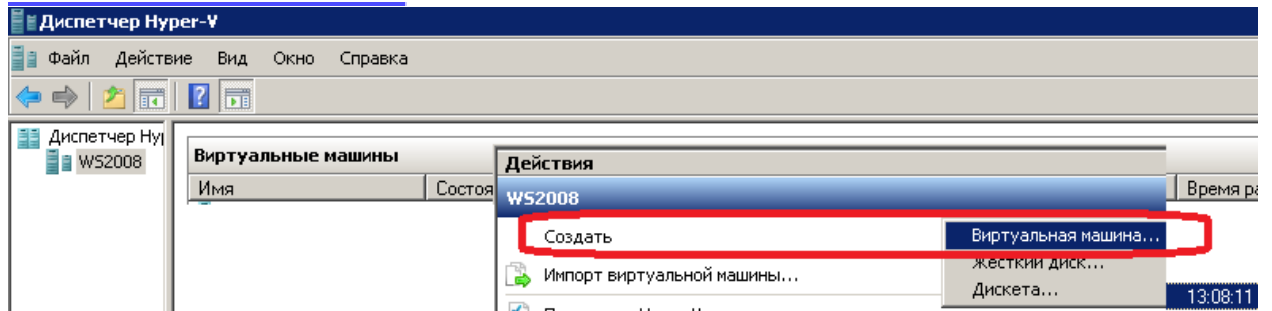 Диспетчер Hyper-V
Файл Действие Вид Окно Справка
Диспетчер Hyp
WS2008
Виртуальные машины
Имя Состоя Время ра
Действия
WS2008
Создать Виртуальная машина...
Жесткий диск...
Импорт виртуальной машины...
Дискета...
13:08:11